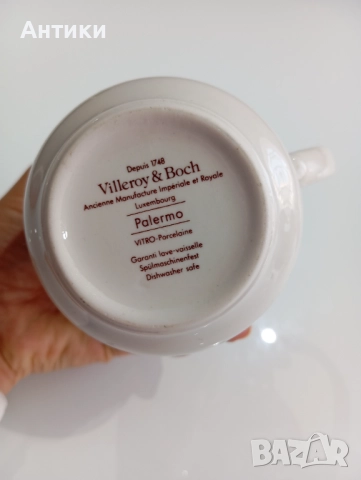 Антики
Depuis 1748
Villeroy & Boch
Ancienne Manufacture Impériale et Royale
Luxembourg
Palermo
VITRO-Porcelaine
Garanti lave-vaisselle
Spülmaschinenfest
Dishwasher safe
BAZAR